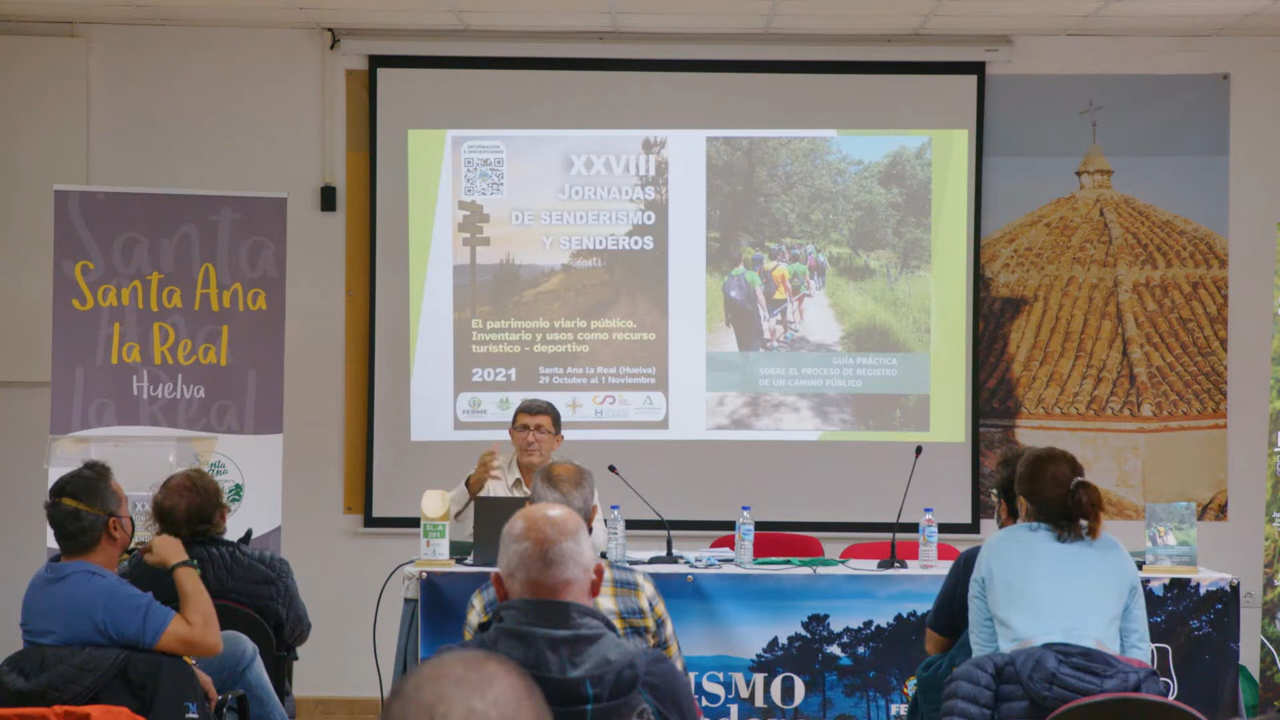 Santa Ana
la Real
Huelva
INFORMACIÓN
E INSCRIPCIONES
XXVIII
JORNADAS
DE SENDERISMO
Y SENDEROS
El patrimonio viario público.
Inventario y usos como recurso
turístico - deportivo
2021
Santa Ana la Real (Huelva)
29 Octubre al 1 Noviembre
FEDME
GUÍA PRÁCTICA
SOBRE EL PROCESO DE REGISTRO
DE UN CAMINO PÚBLICO
SL-A
201
ISMO